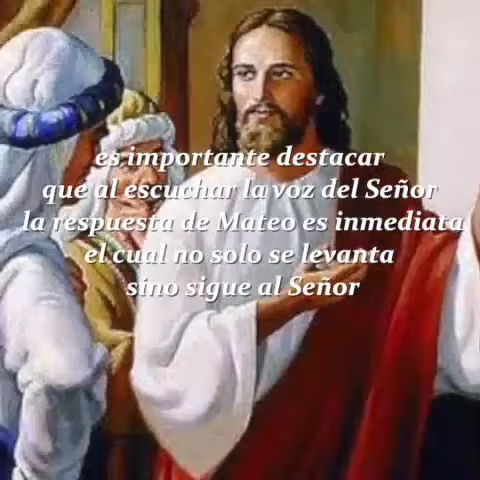 es importante destacar
que al escuchar la voz del Señor
la respuesta de Mateo es inmediata
el cual no solo se levanta
sino sigue al Señor